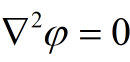 ∇²φ = 0